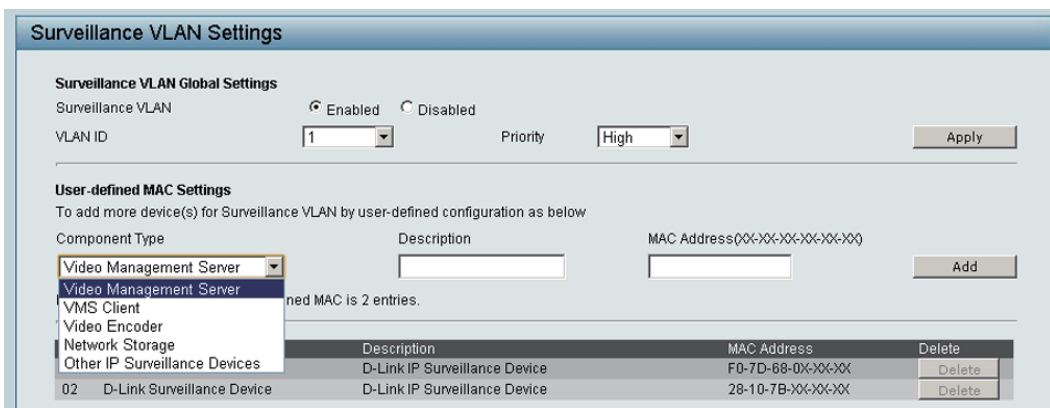 Surveillance VLAN Settings
Surveillance VLAN Global Settings
Surveillance VLAN Enabled Disabled
VLAN ID 1 Priority High Apply
User-defined MAC Settings
To add more device(s) for Surveillance VLAN by user-defined configuration as below
Component Type Description MAC Address(XX-XX-XX-XX-XX-XX)
Video Management Server Add
Video Management Server
ned MAC is 2 entries.
VMS Client
Video Encoder
Network Storage
Other IP Surveillance Devices
Description MAC Address Delete
D-Link IP Surveillance Device F0-7D-68-0X-XX-XX Delete
02 D-Link Surveillance Device D-Link IP Surveillance Device 28-10-7B-XX-XX-XX Delete